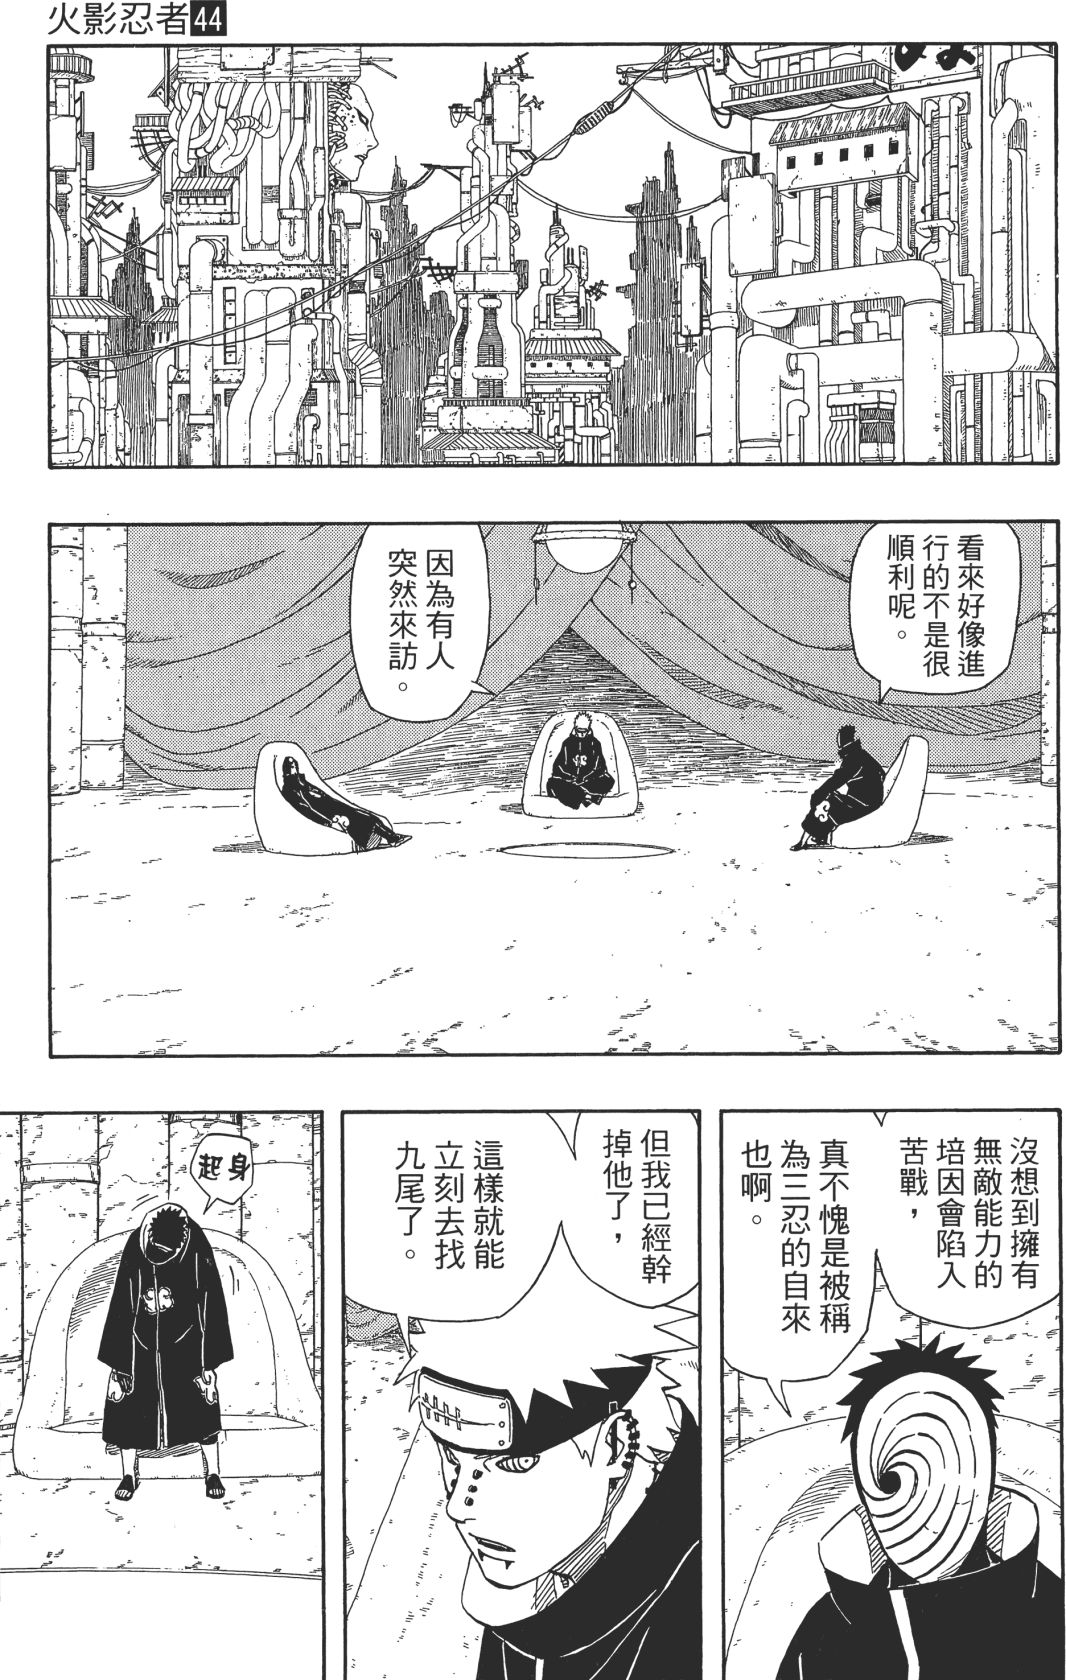 火影忍者44
看來好像進
行的不是很
順利呢。
因為有人
突然來訪。
沒想到擁有
無敵能力的
培因會陷入
苦戰，
真不愧是被稱
為三忍的自來
也啊。
但我已經幹
掉他了，
這樣就能
立刻去找
九尾了。
起身